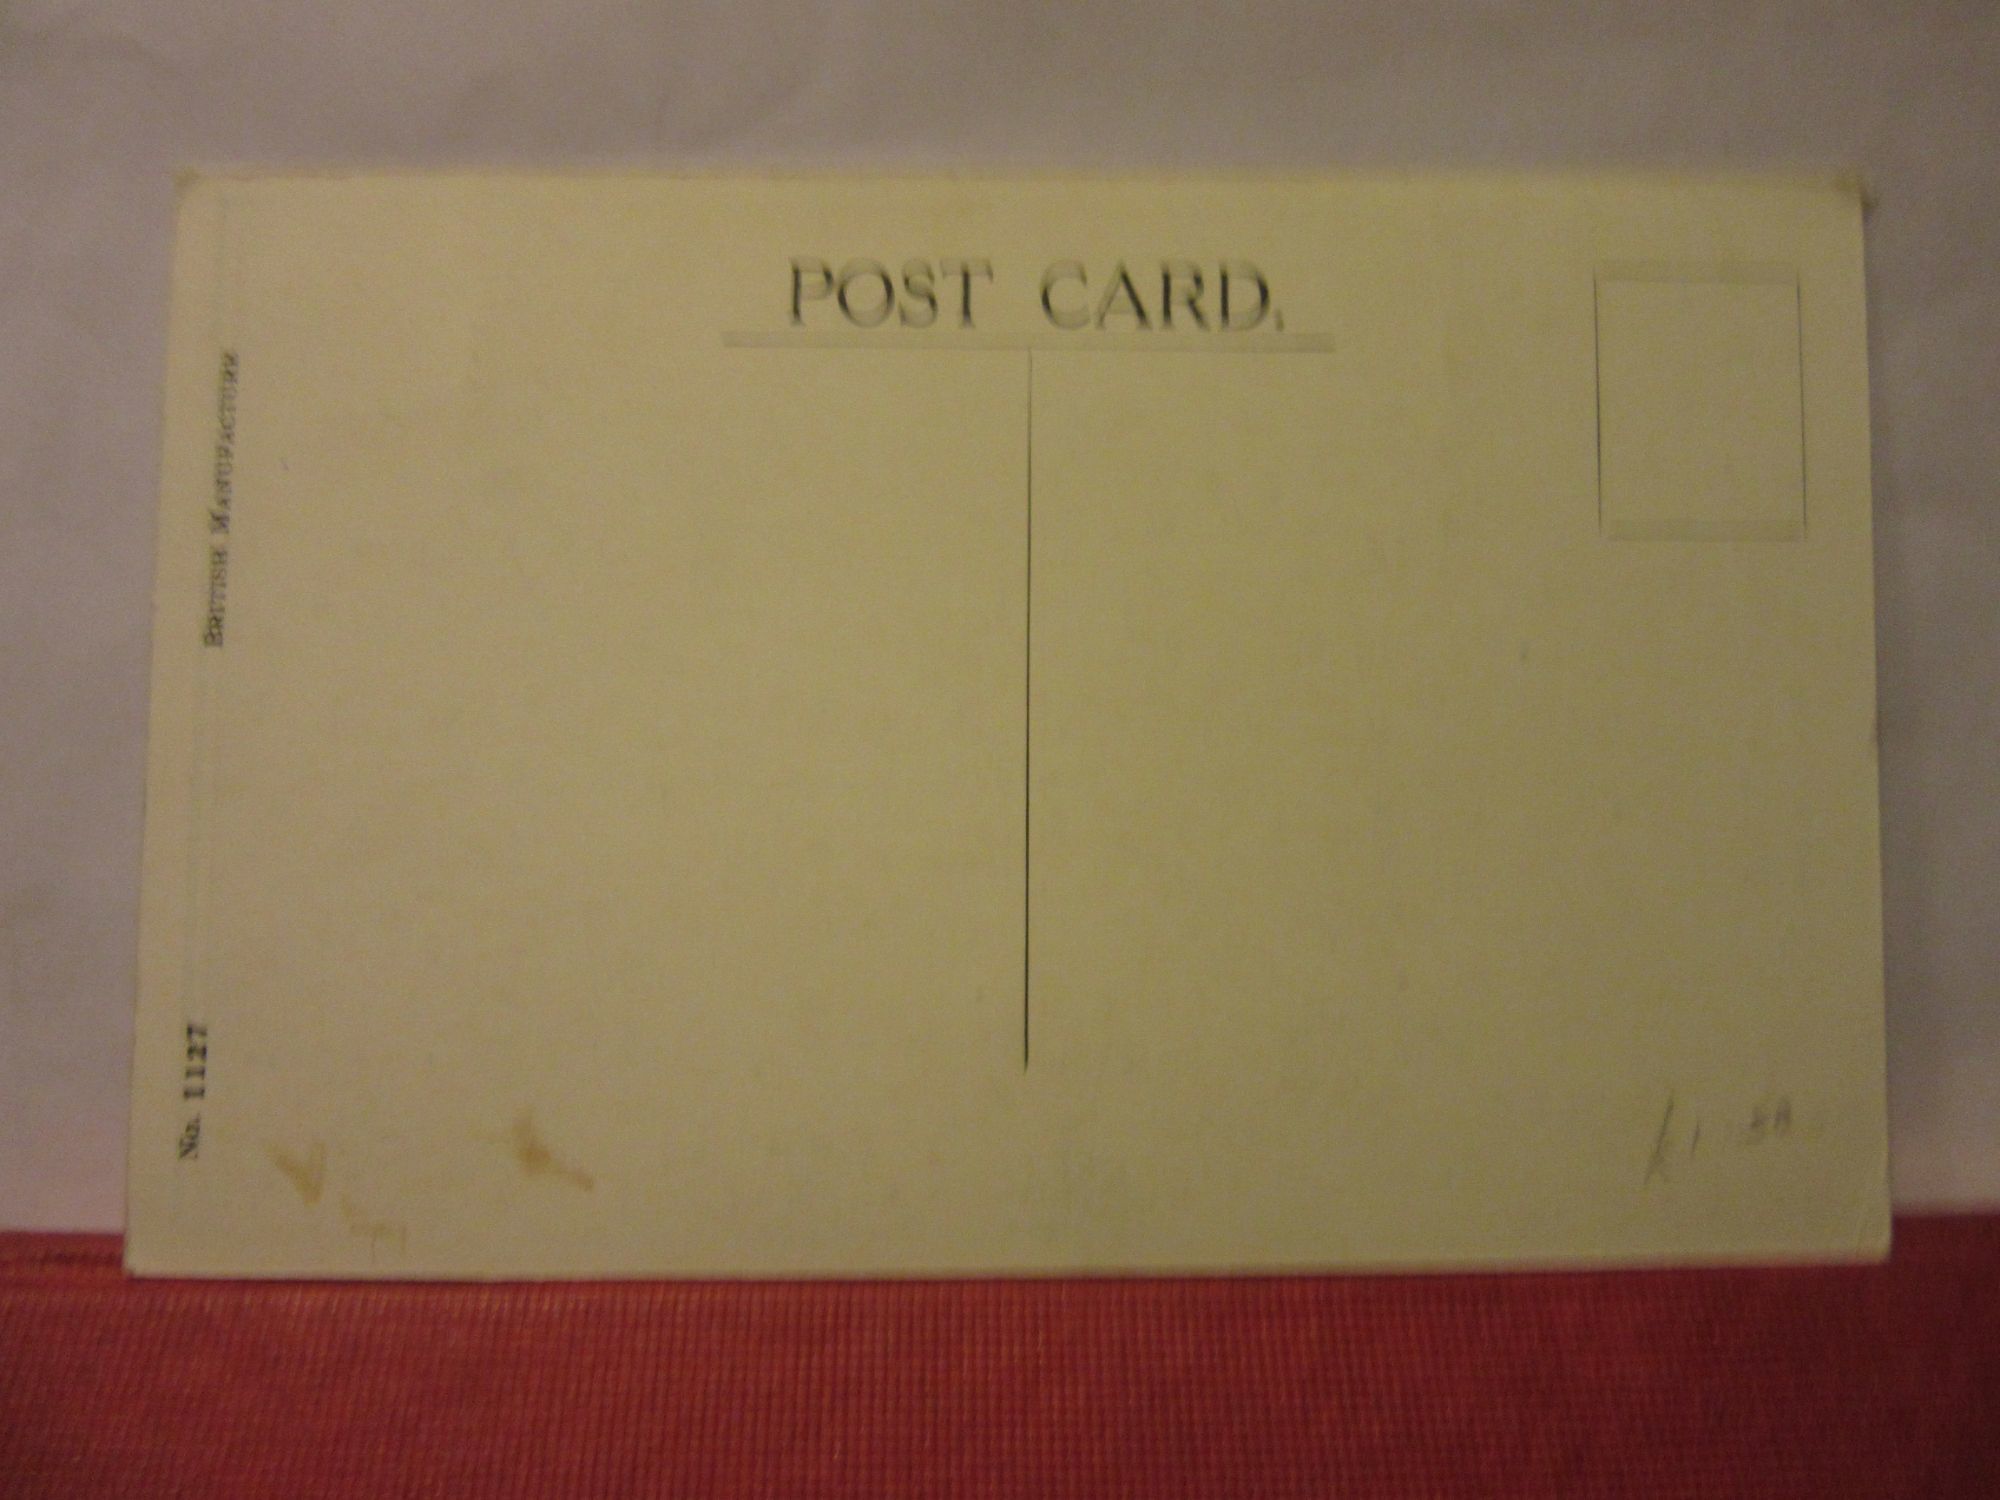 POST CARD.
BRITISH MANUFACTURE
No. 1127